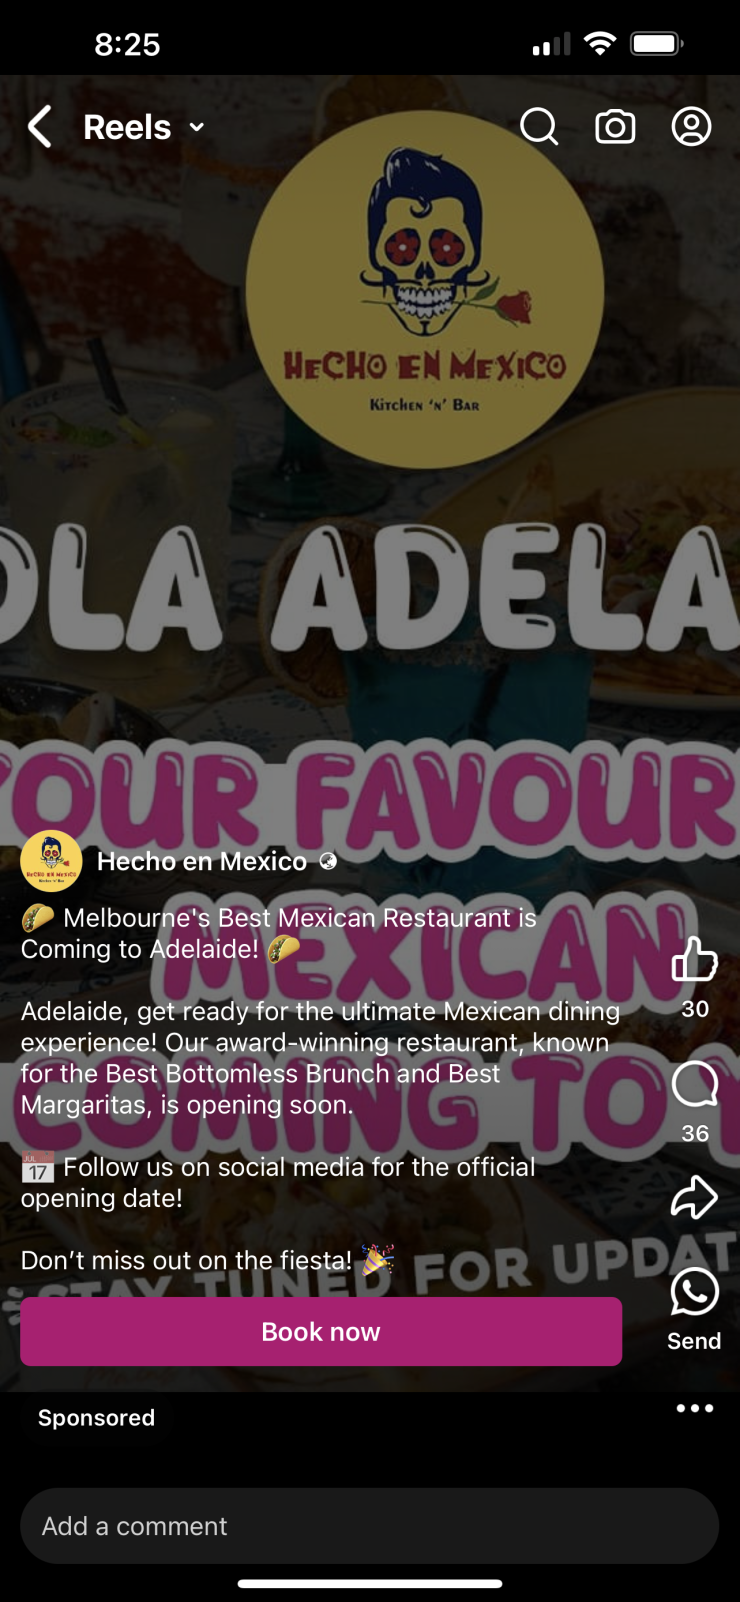 8:25
Reels
HECHO EN MEXICO
KITCHEN 'N' BAR
OLA ADELA
YOUR FAVOUR
Hecho en Mexico
🌮 Melbourne's Best Mexican Restaurant is
Coming to Adelaide! 🌮
MEXICAN
Adelaide, get ready for the ultimate Mexican dining
experience! Our award-winning restaurant, known
for the Best Bottomless Brunch and Best
Margaritas, is opening soon.
COMING TO
30
36
JUL
17
Follow us on social media for the official
opening date!
Don’t miss out on the fiesta! 🎉
STAY TUNED FOR UPDAT
Book now
Send
Sponsored
Add a comment